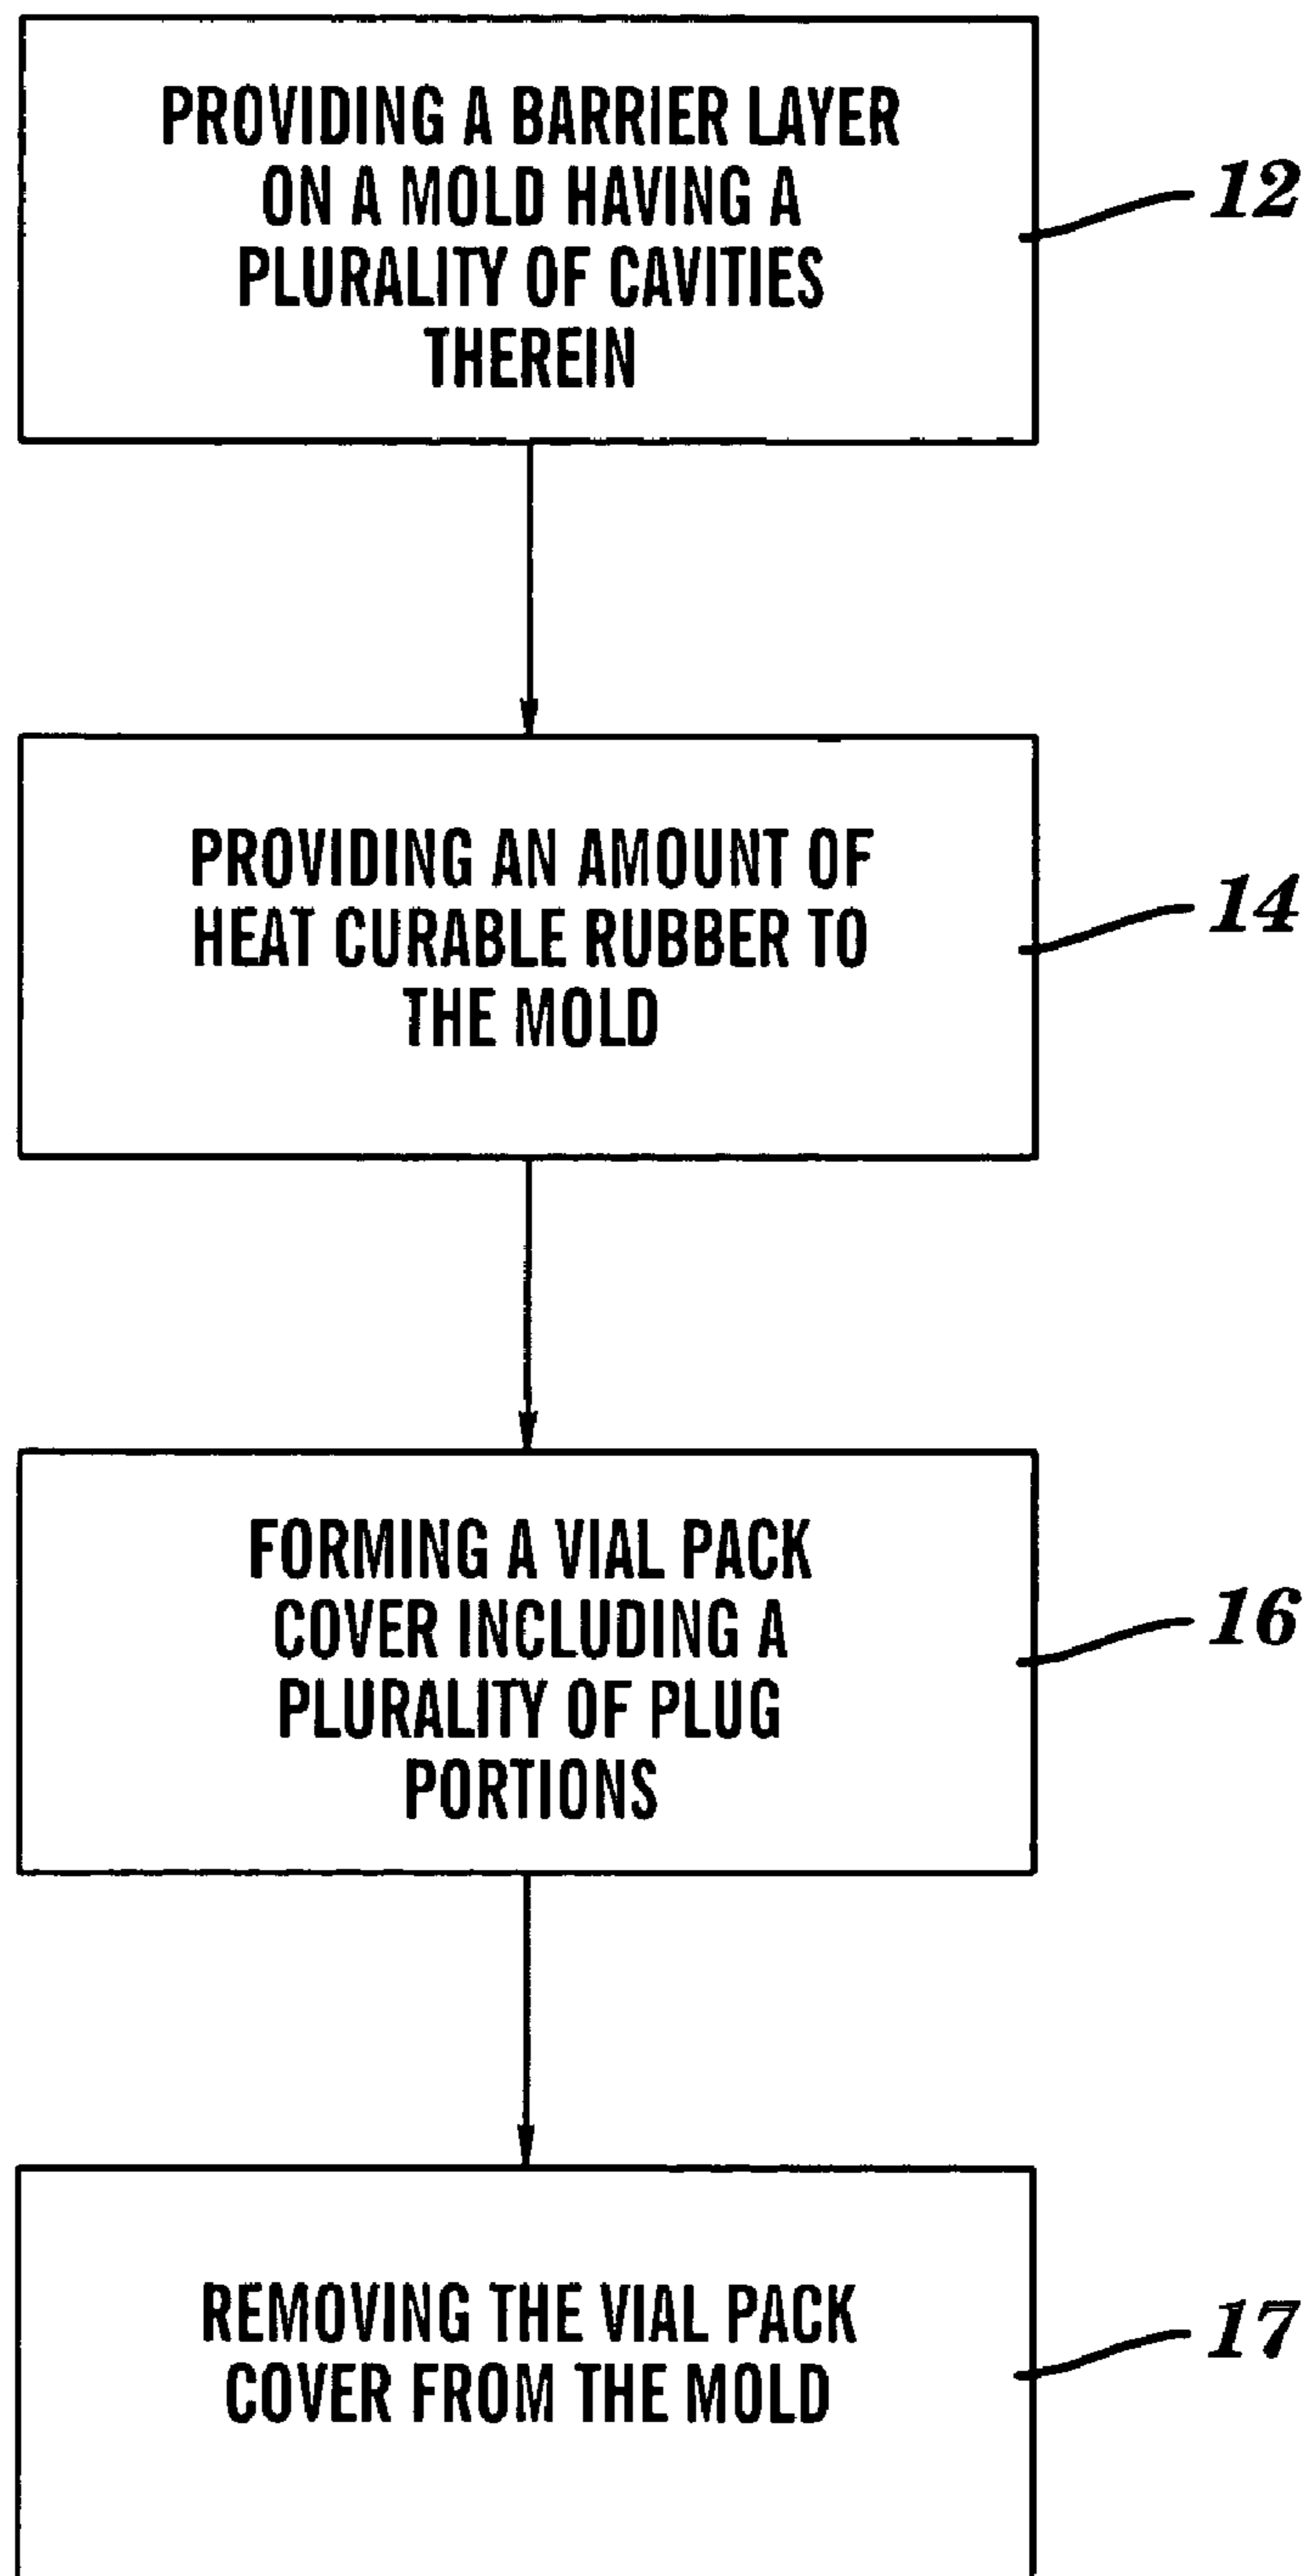 PROVIDING A BARRIER LAYER
ON A MOLD HAVING A
PLURALITY OF CAVITIES
THEREIN
12
PROVIDING AN AMOUNT OF
HEAT CURABLE RUBBER TO
THE MOLD
14
FORMING A VIAL PACK
COVER INCLUDING A
PLURALITY OF PLUG
PORTIONS
16
REMOVING THE VIAL PACK
COVER FROM THE MOLD
17